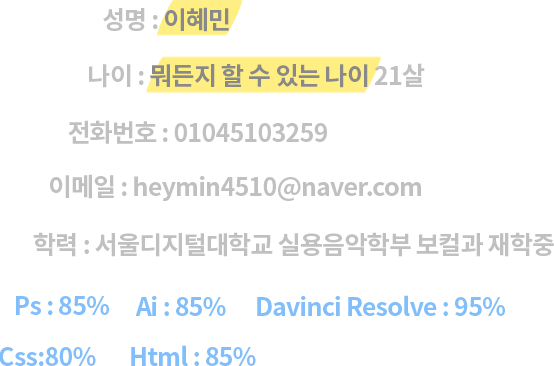 성명 : 이혜민
나이 : 뭐든지 할 수 있는 나이 21살
전화번호 : 01045103259
이메일 : heymin4510@naver.com
학력 : 서울디지털대학교 실용음악학부 보컬과 재학중
Ps : 85% Ai : 85% Davinci Resolve : 95%
Css:80% Html : 85%